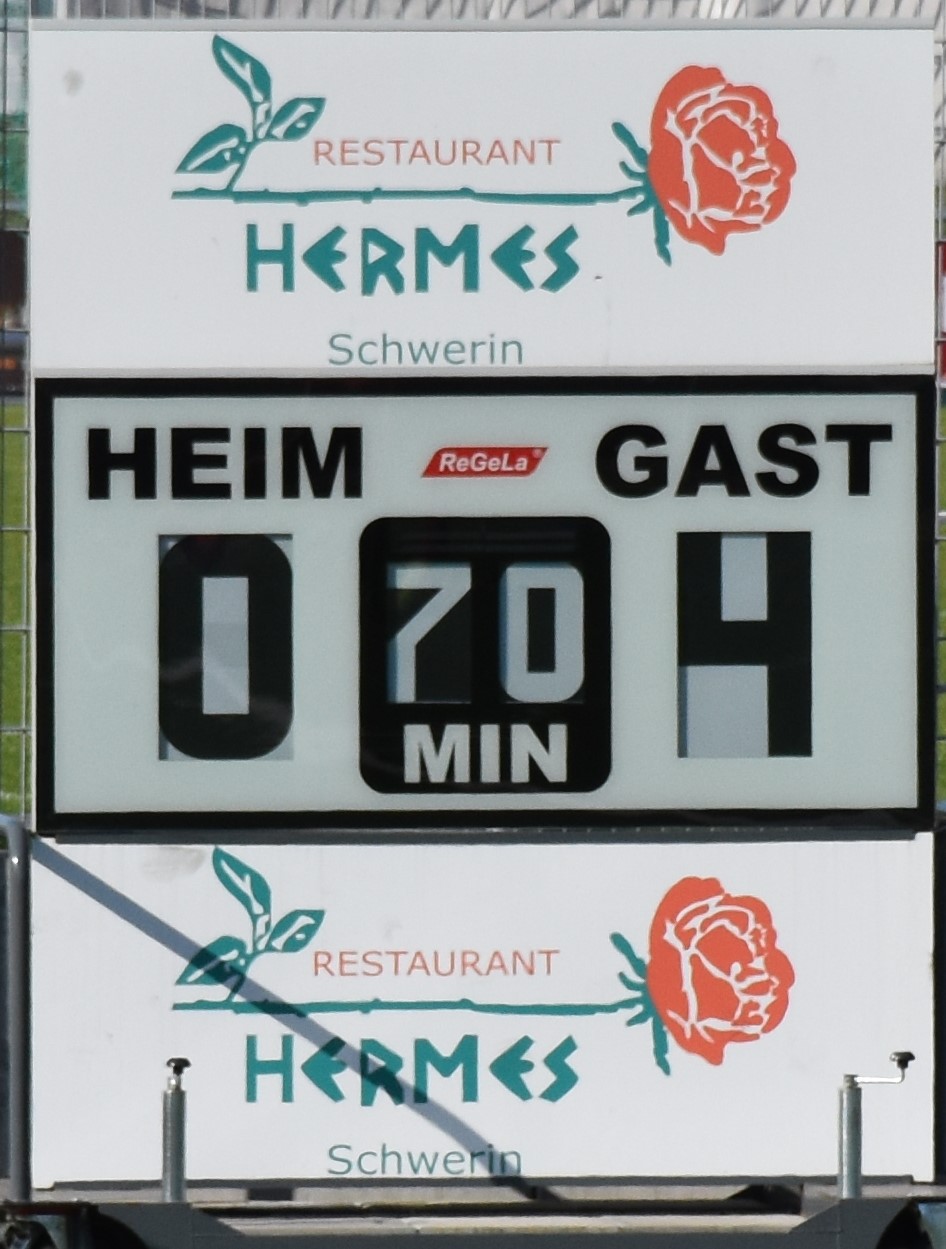 RESTAURANT
HERMES
Schwerin
HEIM ReGeLa® GAST
0 70 4
MIN
RESTAURANT
HERMES
Schwerin